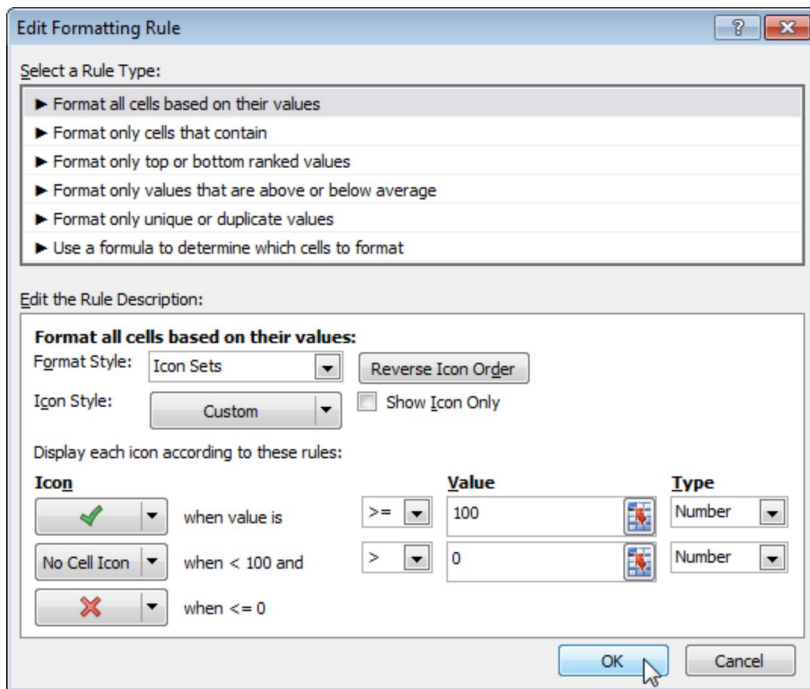 Edit Formatting Rule
Select a Rule Type:
► Format all cells based on their values
► Format only cells that contain
► Format only top or bottom ranked values
► Format only values that are above or below average
► Format only unique or duplicate values
► Use a formula to determine which cells to format
Edit the Rule Description:
Format all cells based on their values:
Format Style: Icon Sets Reverse Icon Order
Icon Style: Custom Show Icon Only
Display each icon according to these rules:
Icon Value Type
when value is >= 100 Number
No Cell Icon when < 100 and > 0 Number
when <= 0
OK Cancel